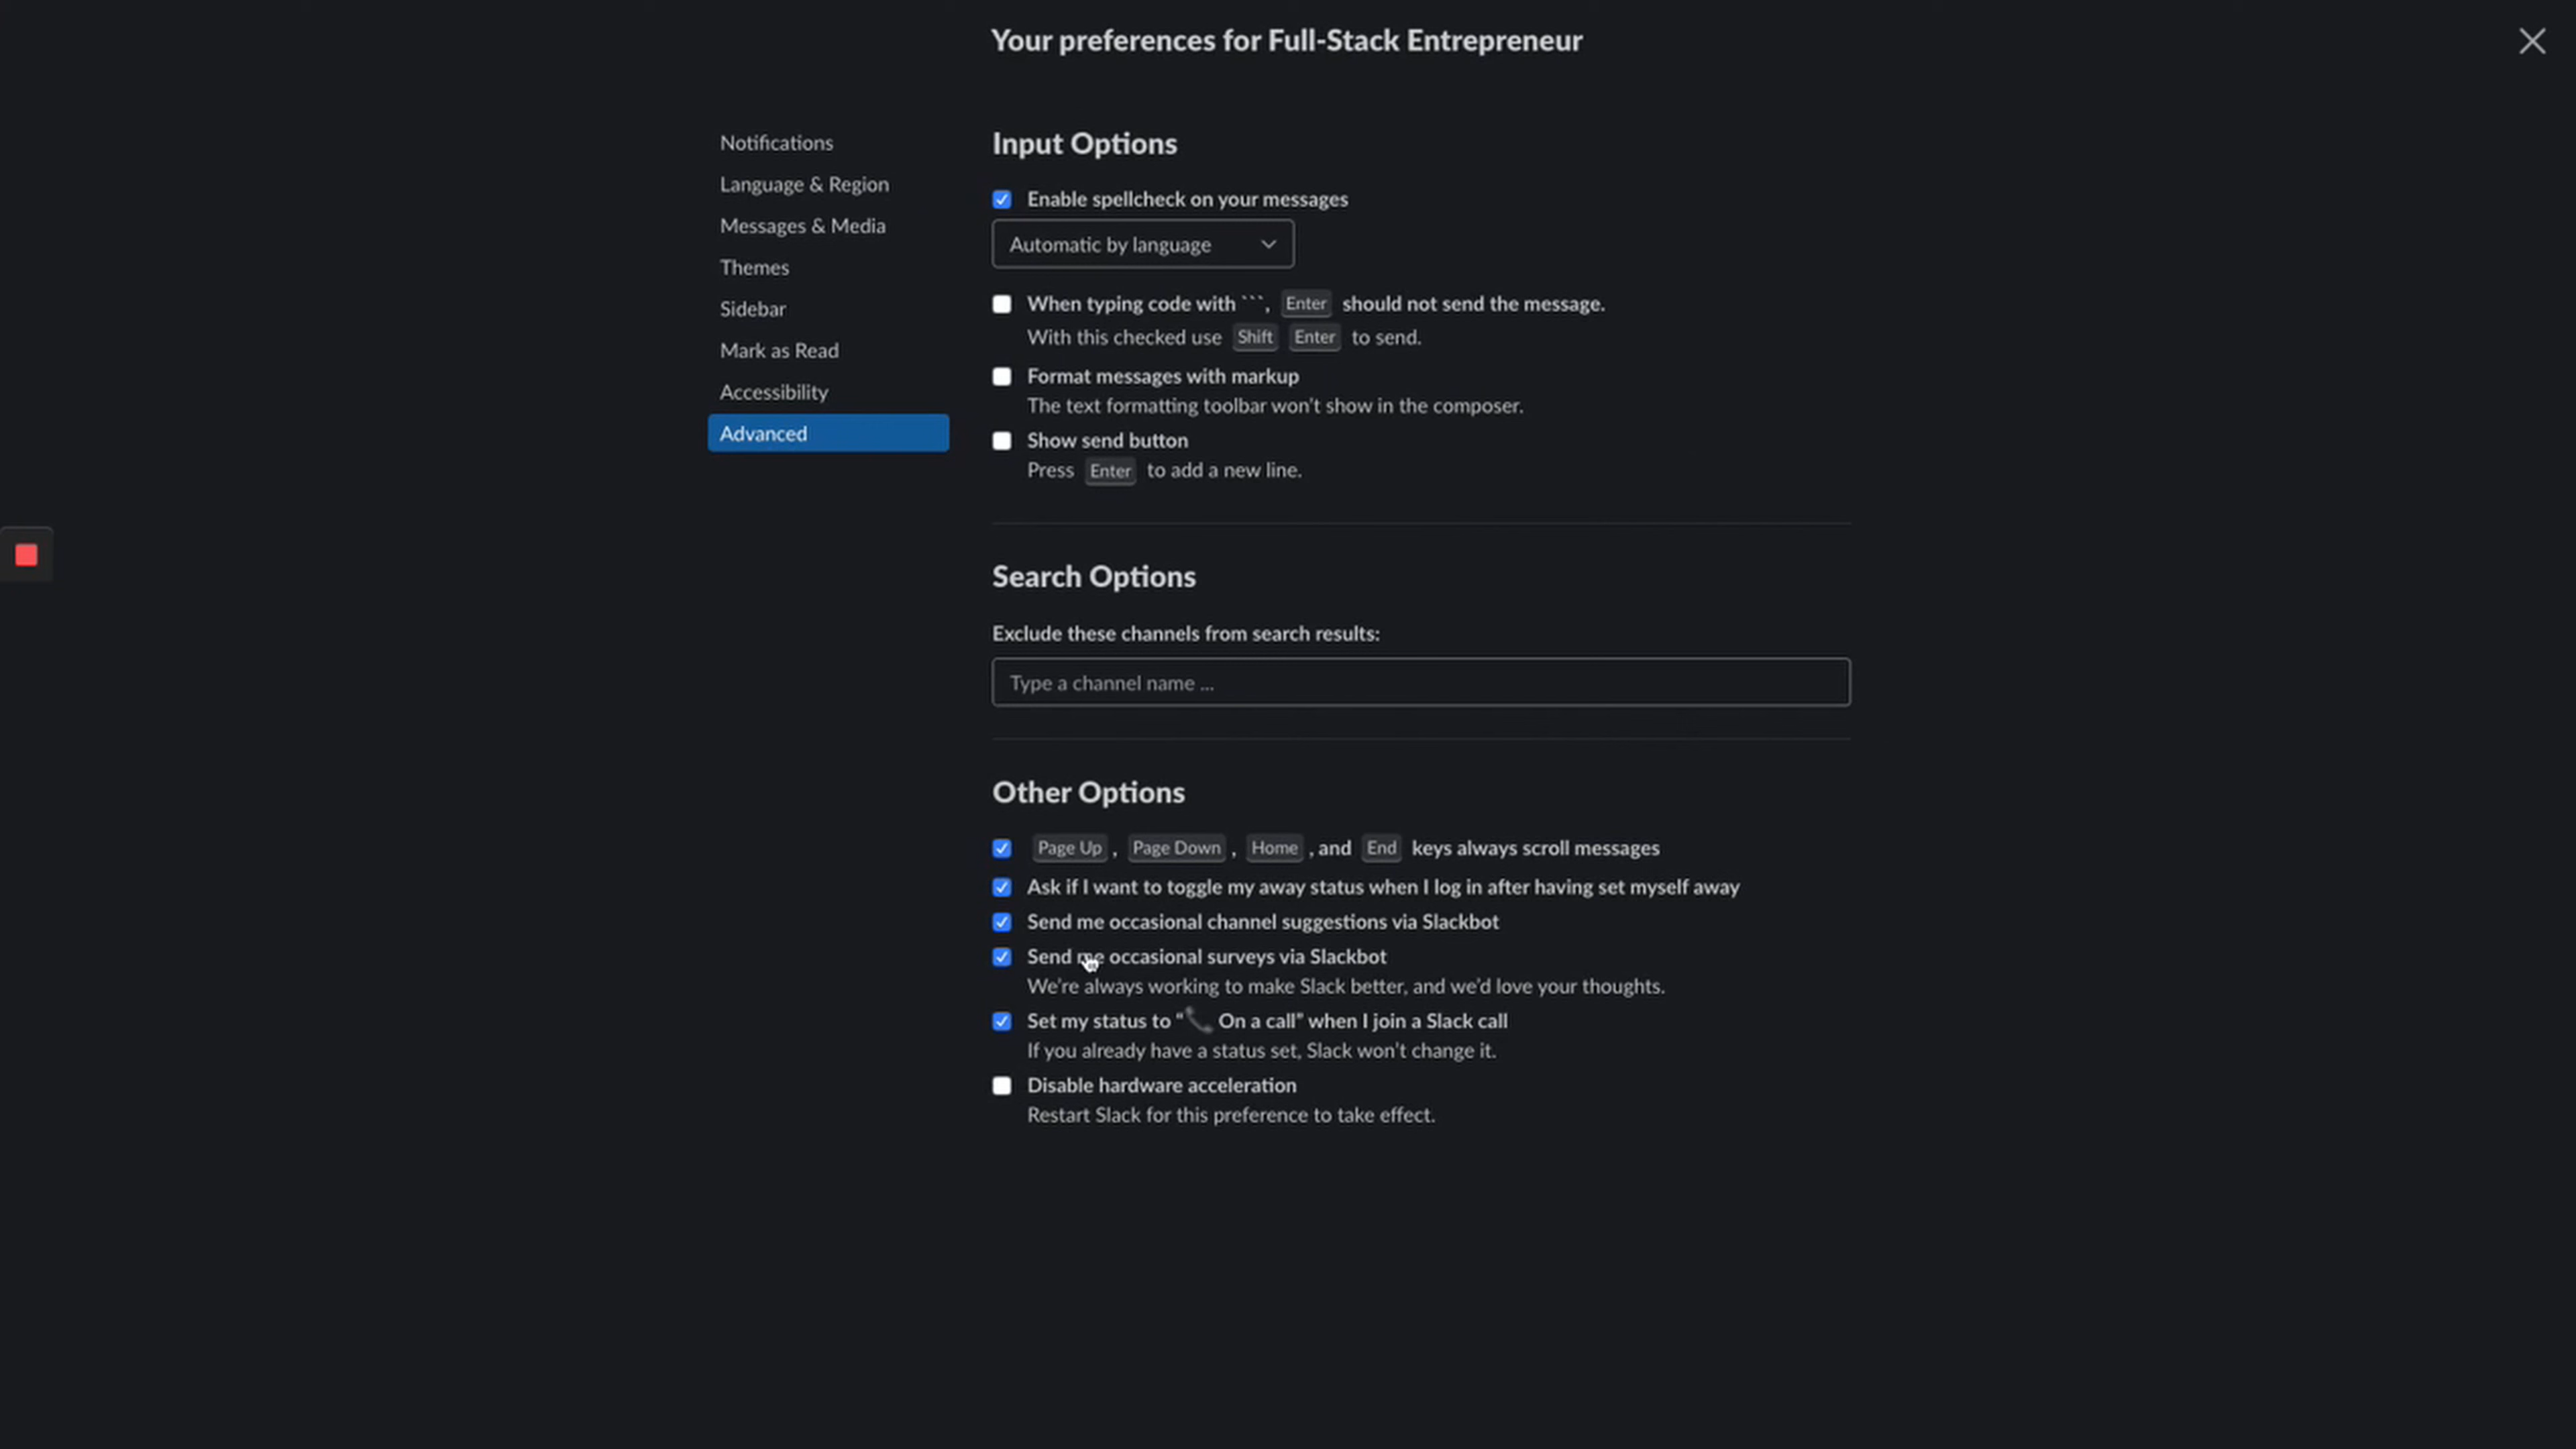 Your preferences for Full-Stack Entrepreneur
Notifications
Language & Region
Messages & Media
Themes
Sidebar
Mark as Read
Accessibility
Advanced
Input Options
Enable spellcheck on your messages
Automatic by language
When typing code with ```, Enter should not send the message.
With this checked use Shift Enter to send.
Format messages with markup
The text formatting toolbar won't show in the composer.
Show send button
Press Enter to add a new line.
Search Options
Exclude these channels from search results:
Type a channel name ...
Other Options
Page Up , Page Down , Home , and End keys always scroll messages
Ask if I want to toggle my away status when I log in after having set myself away
Send me occasional channel suggestions via Slackbot
Send me occasional surveys via Slackbot
We're always working to make Slack better, and we'd love your thoughts.
Set my status to “📞 On a call” when I join a Slack call
If you already have a status set, Slack won't change it.
Disable hardware acceleration
Restart Slack for this preference to take effect.